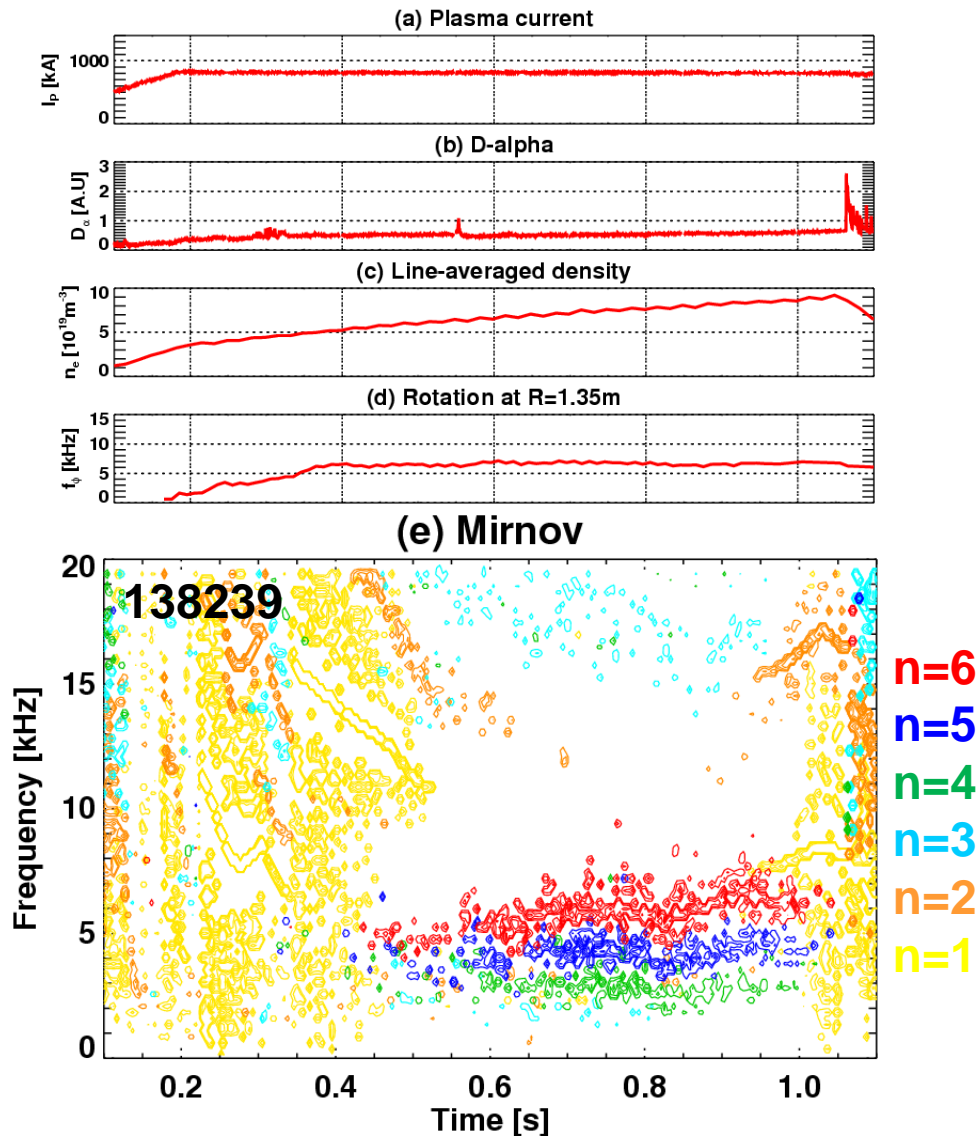 (a) Plasma current
1000
0
I_P [kA]
(b) D-alpha
3
2
1
0
D_α [A.U]
(c) Line-averaged density
10
5
0
n_e [10^19 m^-3]
(d) Rotation at R=1.35m
15
10
5
0
f_ϕ [kHz]
(e) Mirnov
138239
20
15
10
5
0
Frequency [kHz]
n=6
n=5
n=4
n=3
n=2
n=1
0.2 0.4 0.6 0.8 1.0
Time [s]